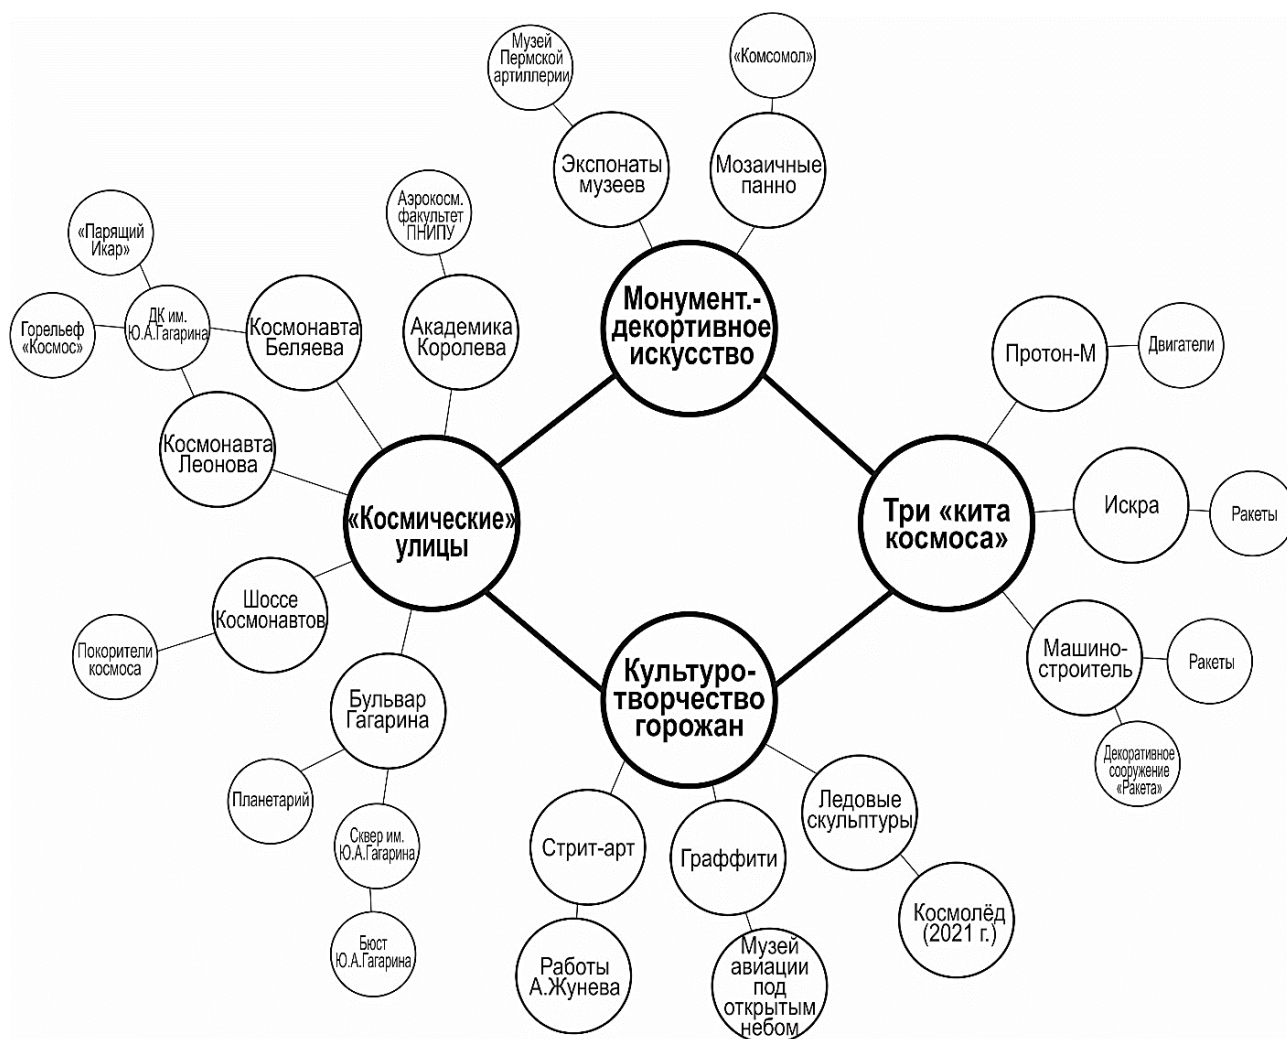 Музей
Пермской
артиллерии
«Комсомол»
Экспонаты
музеев
Мозаичные
панно
Аэрокосм.
факультет
ПНИПУ
«Парящий
Икар»
ДК им.
Ю.А.Гагарина
Горельеф
«Космос»
Космонавта
Беляева
Академика
Королева
Монумент.-
декортивное
искусство
Протон-М
Двигатели
Космонавта
Леонова
«Космические»
улицы
Три «кита
космоса»
Искра
Ракеты
Шоссе
Космонавтов
Покорители
космоса
Машино-
строитель
Ракеты
Декоративное
сооружение
«Ракета»
Бульвар
Гагарина
Культуро-
творчество
горожан
Планетарий
Сквер им.
Ю.А.Гагарина
Бюст
Ю.А.Гагарина
Стрит-арт
Работы
А.Жунева
Граффити
Музей
авиации
под
открытым
небом
Ледовые
скульптуры
Космолёд
(2021 г.)